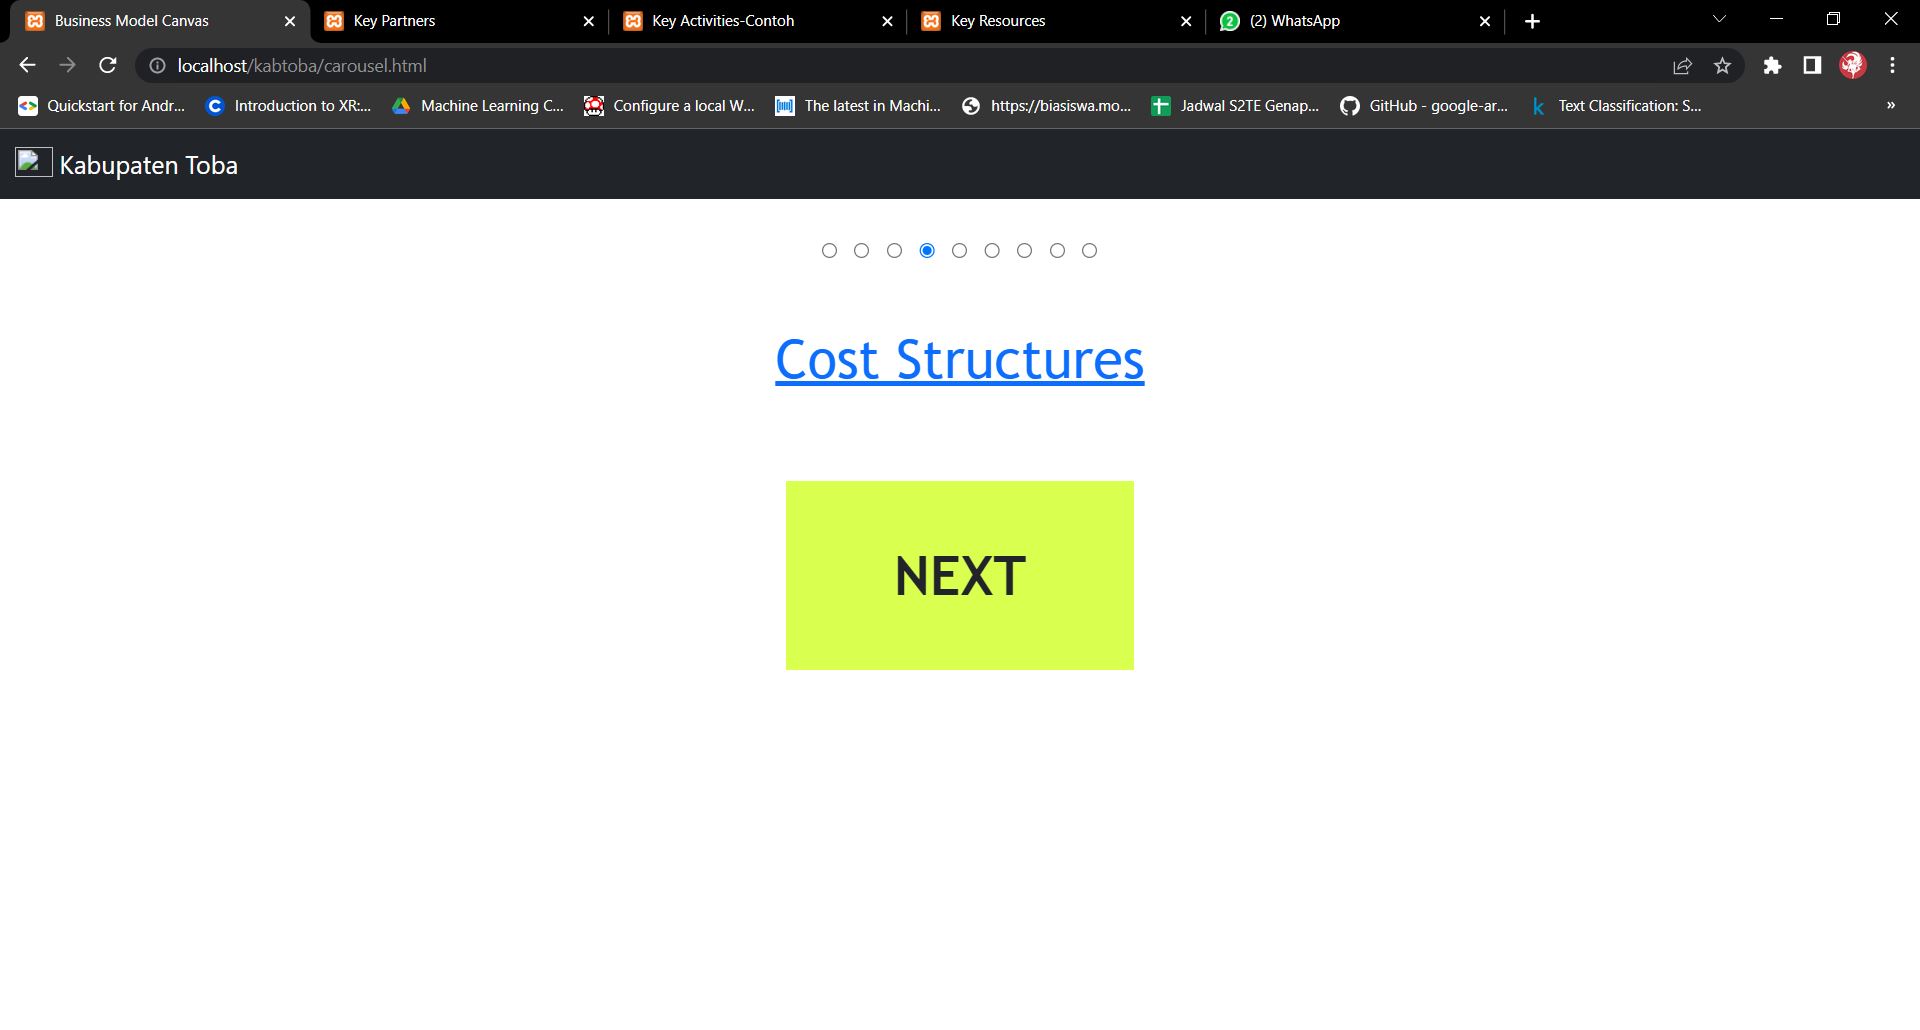 Business Model Canvas
Key Partners
Key Activities-Contoh
Key Resources
2 (2) WhatsApp
localhost/kabtoba/carousel.html
Quickstart for Andr...
Introduction to XR:...
Machine Learning C...
Configure a local W...
The latest in Machi...
https://biasiswa.mo...
Jadwal S2TE Genap...
GitHub - google-ar...
k Text Classification: S...
»
Kabupaten Toba
Cost Structures
NEXT